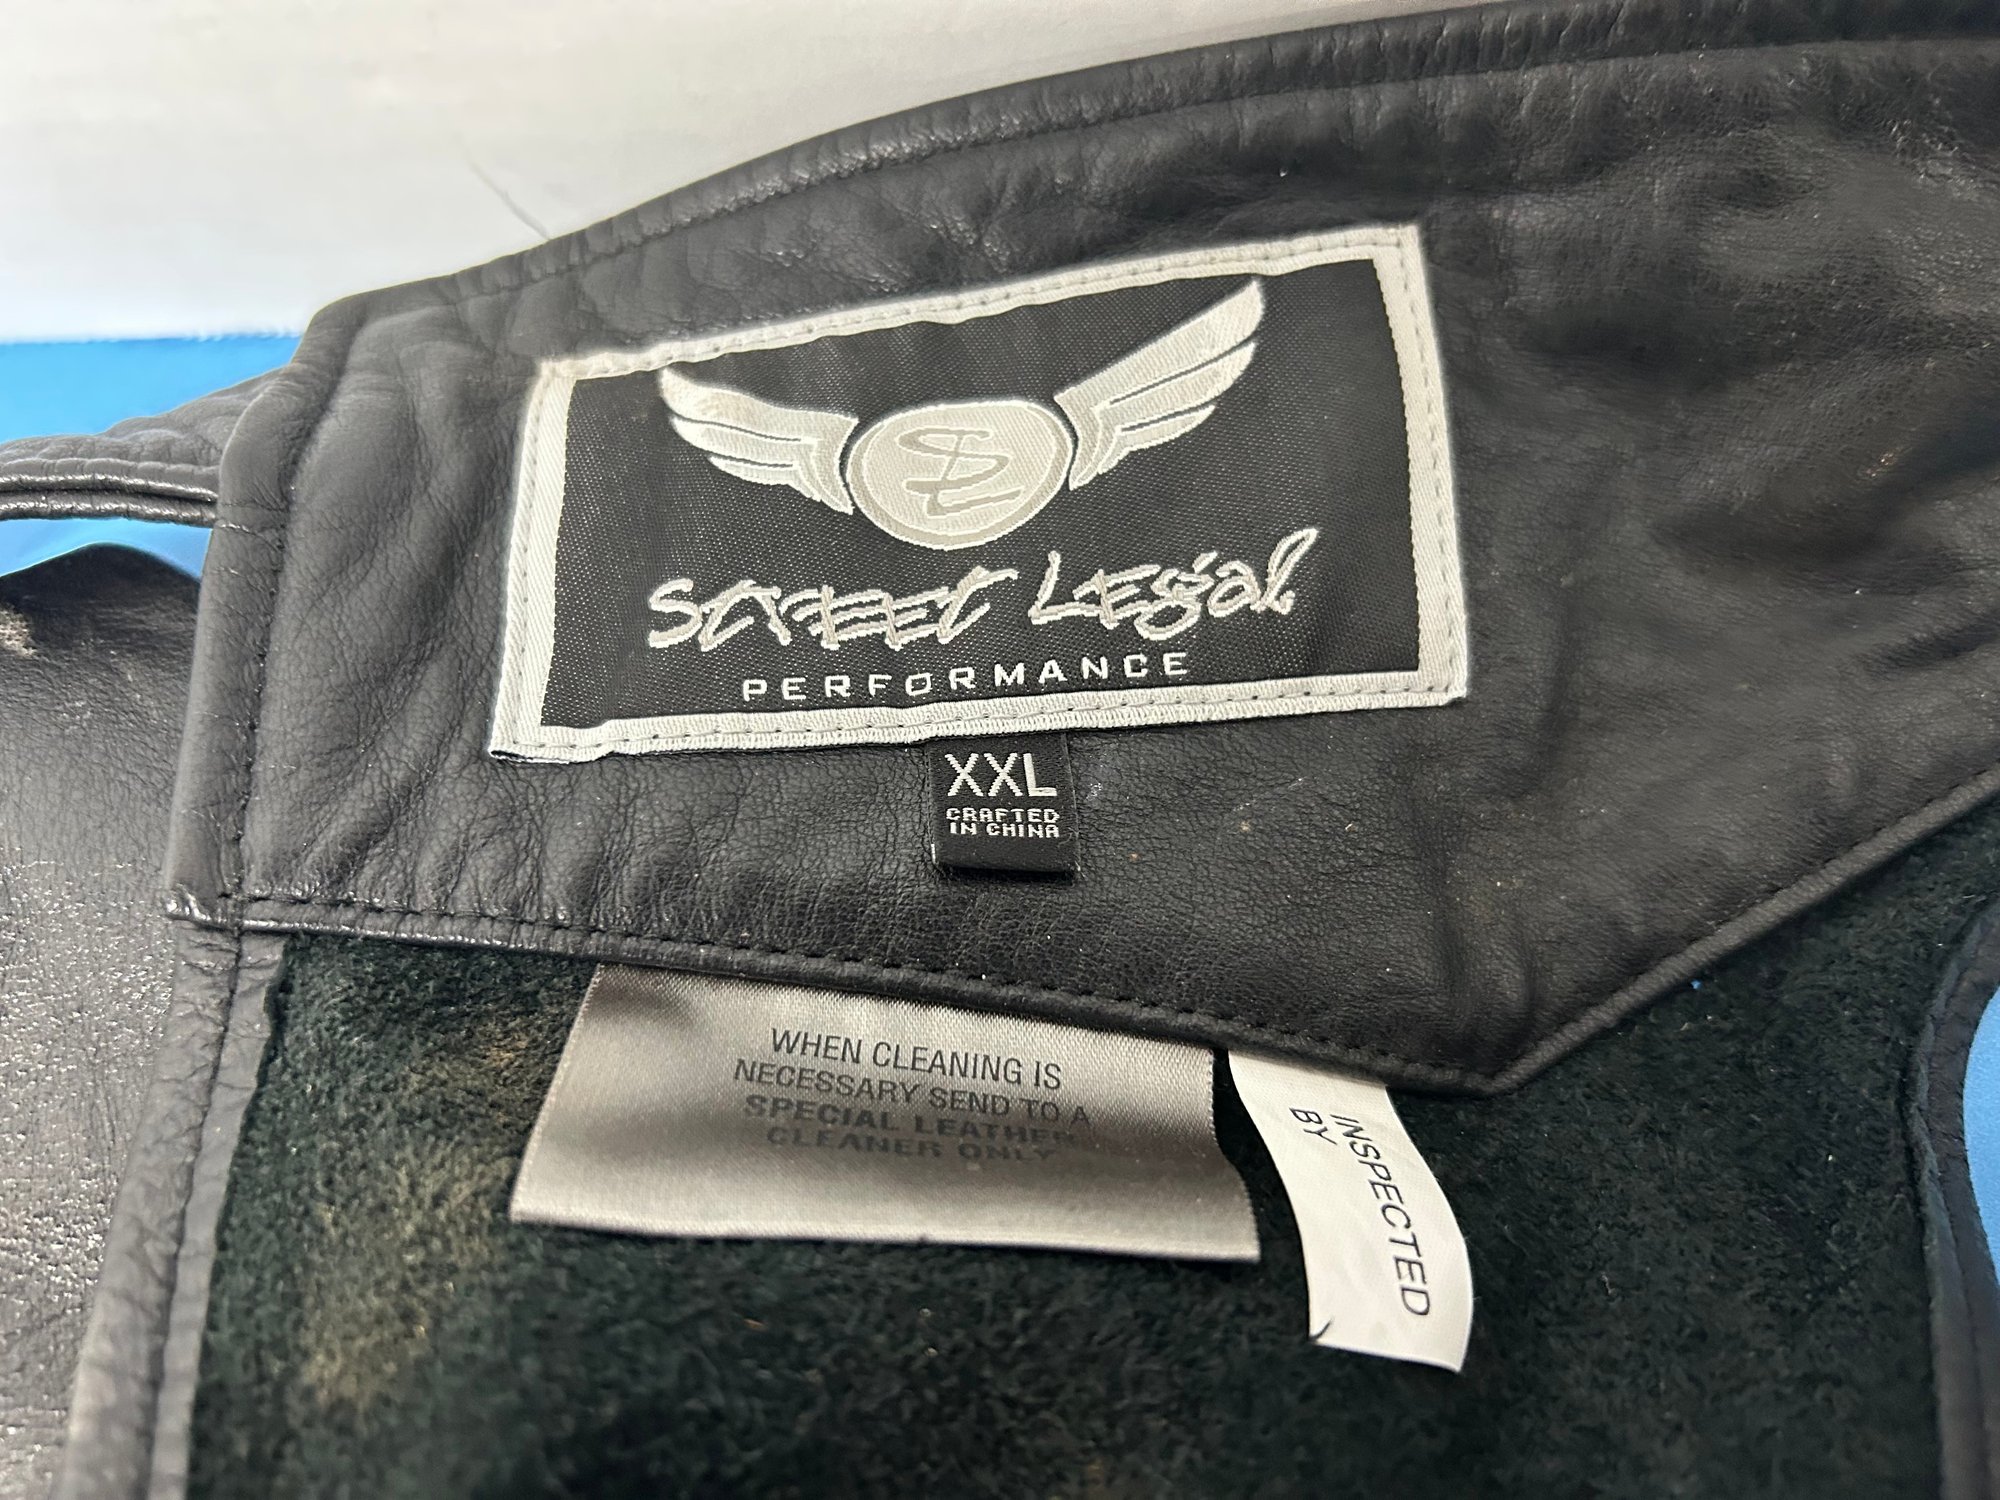 SL
Street Legal
PERFORMANCE
XXL
CRAFTED
IN CHINA
WHEN CLEANING IS
NECESSARY SEND TO A
SPECIAL LEATHER
CLEANER ONLY
INSPECTED
BY